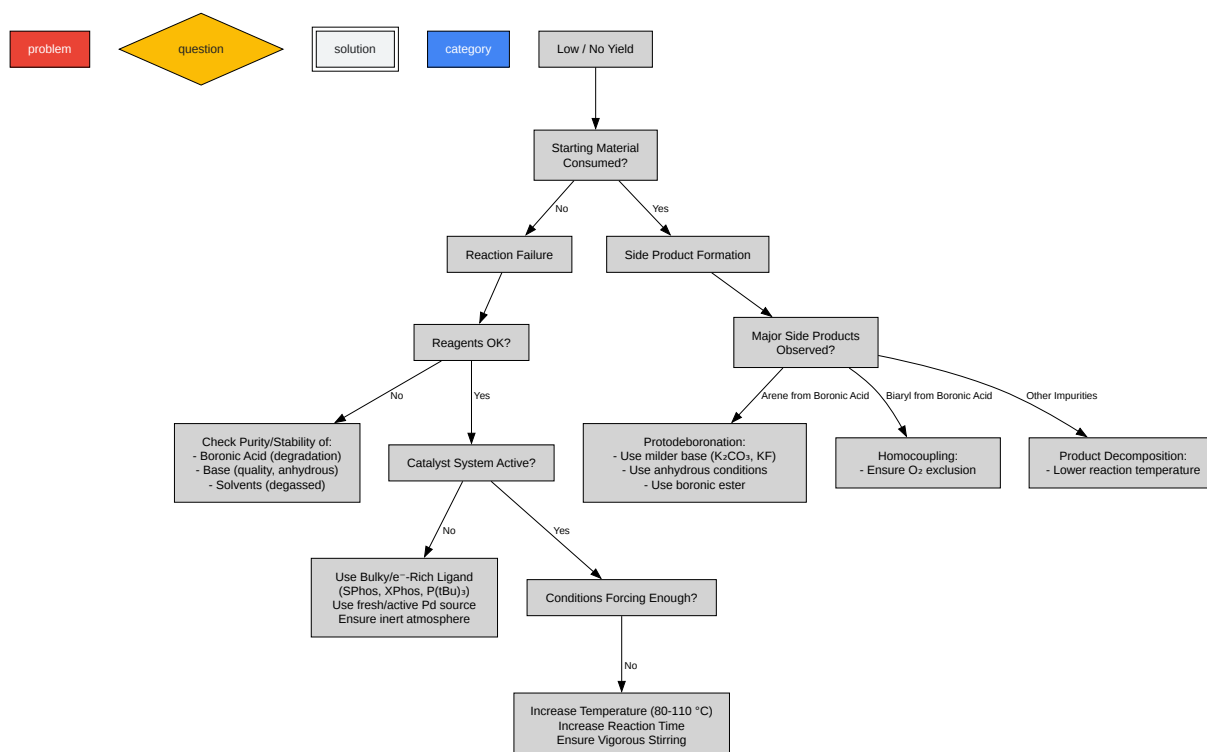 problem
question
solution
category
Low / No Yield
Starting Material
Consumed?
No
Yes
Reaction Failure
Side Product Formation
Reagents OK?
Major Side Products
Observed?
No
Yes
Arene from Boronic Acid
Biaryl from Boronic Acid
Other Impurities
Check Purity/Stability of:
- Boronic Acid (degradation)
- Base (quality, anhydrous)
- Solvents (degassed)
Catalyst System Active?
Protodeboronation:
- Use milder base (K₂CO₃, KF)
- Use anhydrous conditions
- Use boronic ester
Homocoupling:
- Ensure O₂ exclusion
Product Decomposition:
- Lower reaction temperature
No
Yes
Use Bulky/e⁻-Rich Ligand
(SPhos, XPhos, P(tBu)₃)
Use fresh/active Pd source
Ensure inert atmosphere
Conditions Forcing Enough?
No
Increase Temperature (80-110 °C)
Increase Reaction Time
Ensure Vigorous Stirring